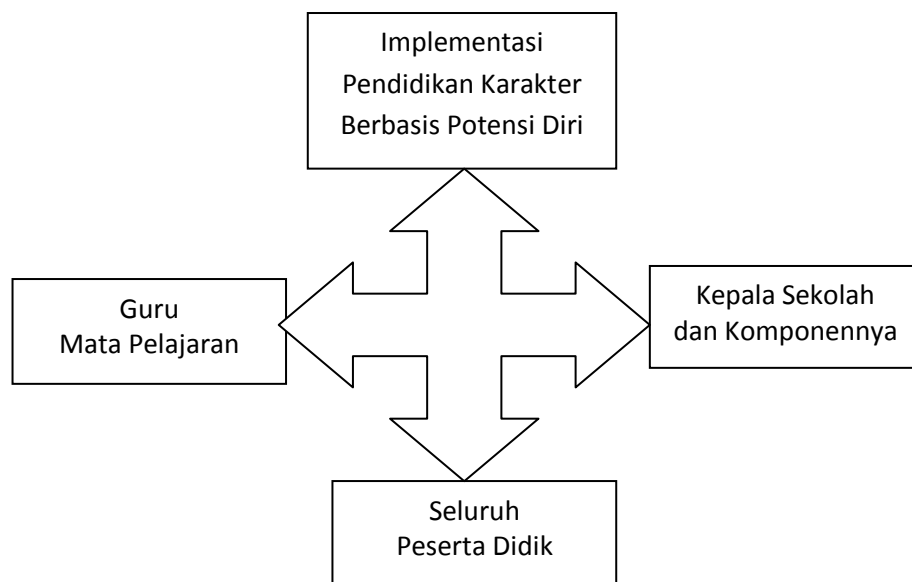 Implementasi
Pendidikan Karakter
Berbasis Potensi Diri
Guru
Mata Pelajaran
Kepala Sekolah
dan Komponennya
Seluruh
Peserta Didik